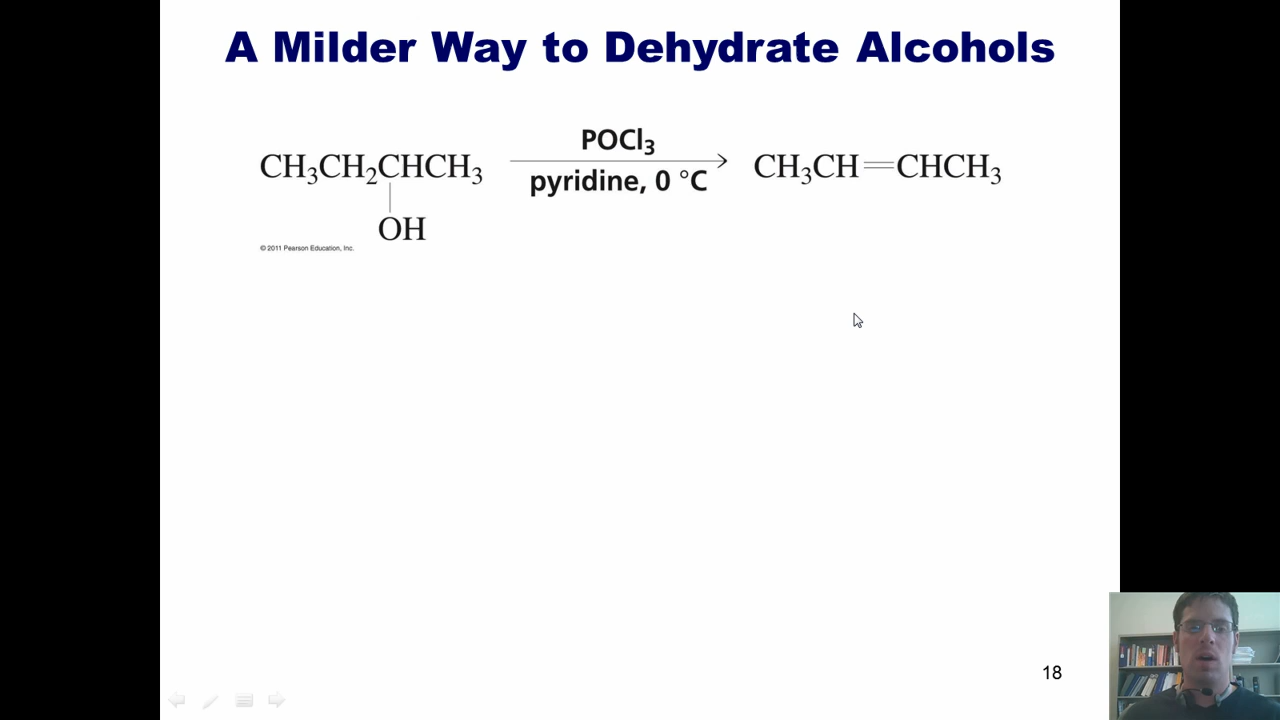 A Milder Way to Dehydrate Alcohols
POCl₃
CH₃CH₂CHCH₃ pyridine, 0 °C CH₃CH=CHCH₃
OH
© 2011 Pearson Education, Inc.
18